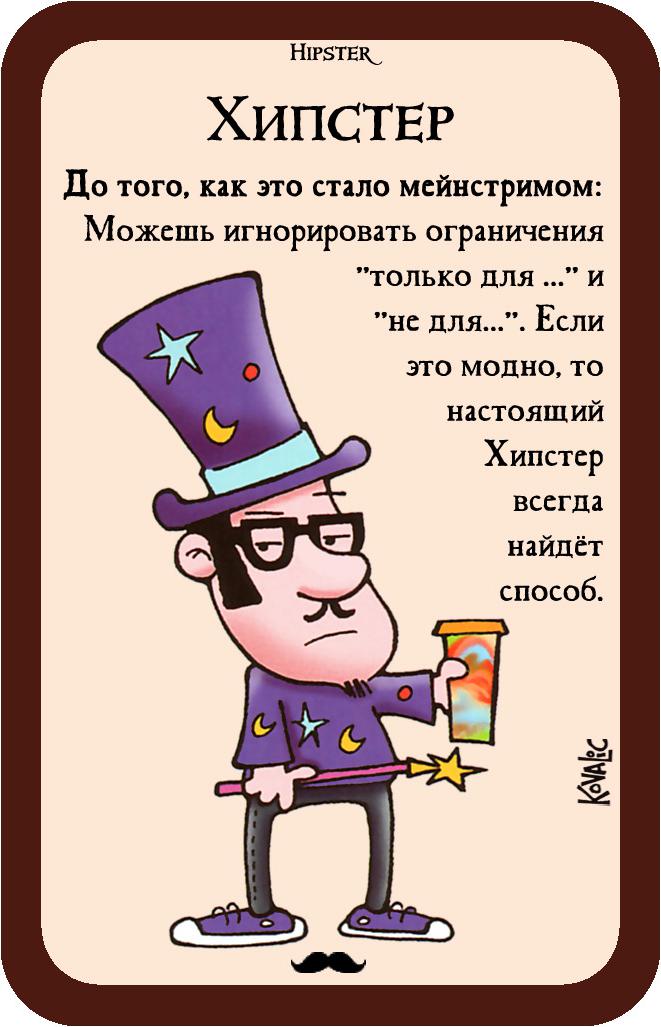 Hipster
Хипстер
До того, как это стало мейнстримом:
Можешь игнорировать ограничения
"только для ..." и
"не для...". Если
это модно, то
настоящий
Хипстер
всегда
найдёт
способ.
Kovalic